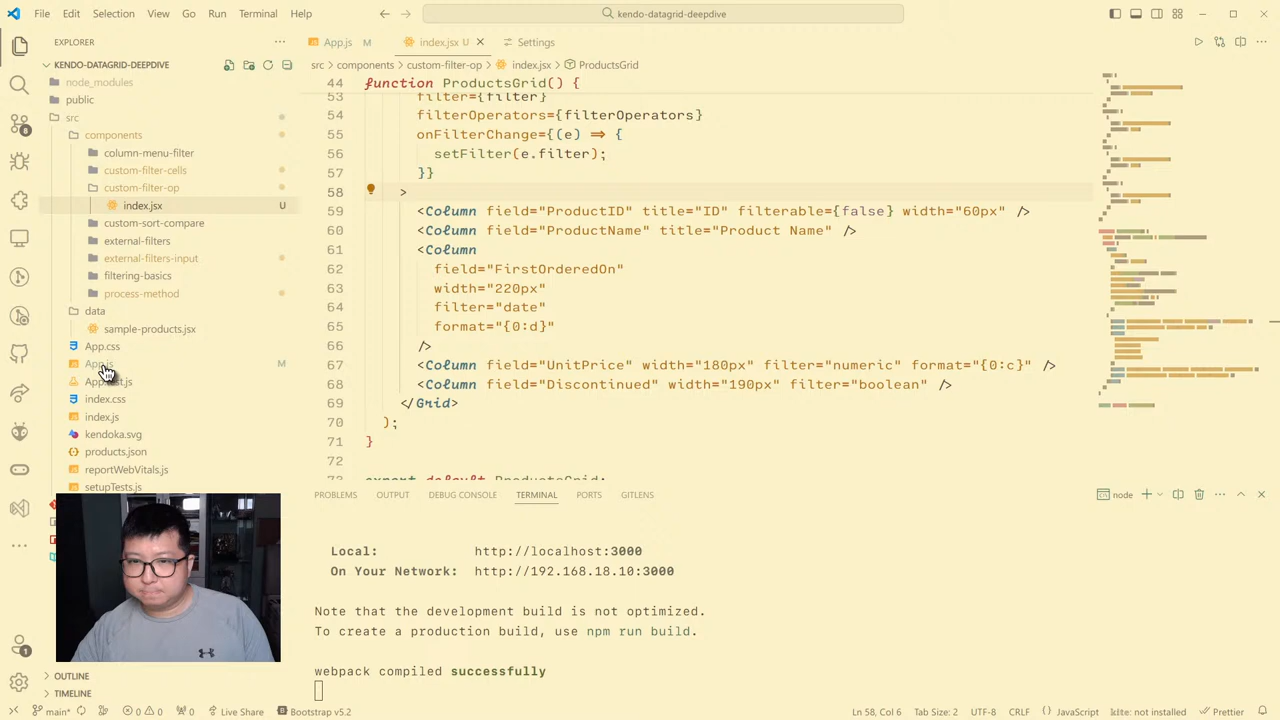 File Edit Selection View Go Run Terminal Help
kendo-datagrid-deepdive
EXPLORER
KENDO-DATAGRID-DEEPDIVE
node_modules
public
src
components
column-menu-filter
custom-filter-cells
custom-filter-op
index.jsx U
custom-sort-compare
external-filters
external-filters-input
filtering-basics
process-method
data
sample-products.jsx
App.css
App.js M
App.test.js
index.css
index.js
kendoka.svg
products.json
reportWebVitals.js
setupTests.js
OUTLINE
TIMELINE
App.js M index.jsx U Settings
src components custom-filter-op index.jsx ProductsGrid
44 function ProductsGrid() {
53 filter={filter}
54 filterOperators={filterOperators}
55 onFilterChange={(e) => {
56 setFilter(e.filter);
57 }}
58 >
59 <Column field="ProductID" title="ID" filterable={false} width="60px" />
60 <Column field="ProductName" title="Product Name" />
61 <Column
62 field="FirstOrderedOn"
63 width="220px"
64 filter="date"
65 format="{0:d}"
66 />
67 <Column field="UnitPrice" width="180px" filter="numeric" format="{0:c}" />
68 <Column field="Discontinued" width="190px" filter="boolean" />
69 </Grid>
70 );
71 }
72
73 export default ProductsGrid;
PROBLEMS OUTPUT DEBUG CONSOLE TERMINAL PORTS GITLENS
node
Local: http://localhost:3000
On Your Network: http://192.168.18.10:3000
Note that the development build is not optimized.
To create a production build, use npm run build.
webpack compiled successfully
main* 0 0 0 Live Share Bootstrap v5.2 Ln 58, Col 6 Tab Size: 2 UTF-8 CRLF JavaScript kite: not installed Prettier